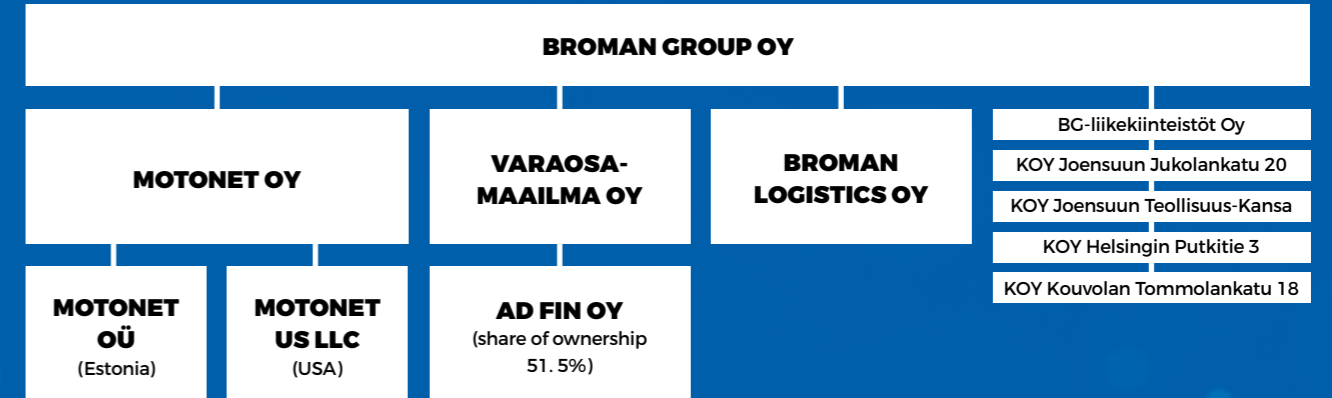 BROMAN GROUP OY
MOTONET OY
VARAOSA-
MAAILMA OY
BROMAN
LOGISTICS OY
BG-liikekiinteistöt Oy
KOY Joensuun Jukolankatu 20
KOY Joensuun Teollisuus-Kansa
KOY Helsingin Putkitie 3
KOY Kouvolan Tommolankatu 18
MOTONET
OÜ
(Estonia)
MOTONET
US LLC
(USA)
AD FIN OY
(share of ownership
51. 5%)